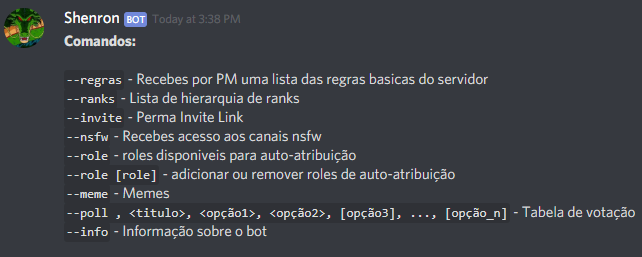 Shenron BOT Today at 3:38 PM
Comandos:
--regras - Recebes por PM uma lista das regras basicas do servidor
--ranks - Lista de hierarquia de ranks
--invite - Perma Invite Link
--nsfw - Recebes acesso aos canais nsfw
--role - roles disponiveis para auto-atribuição
--role [role] - adicionar ou remover roles de auto-atribuição
--meme - Memes
--poll , <titulo>, <opção1>, <opção2>, [opção3], ..., [opção_n] - Tabela de votação
--info - Informação sobre o bot